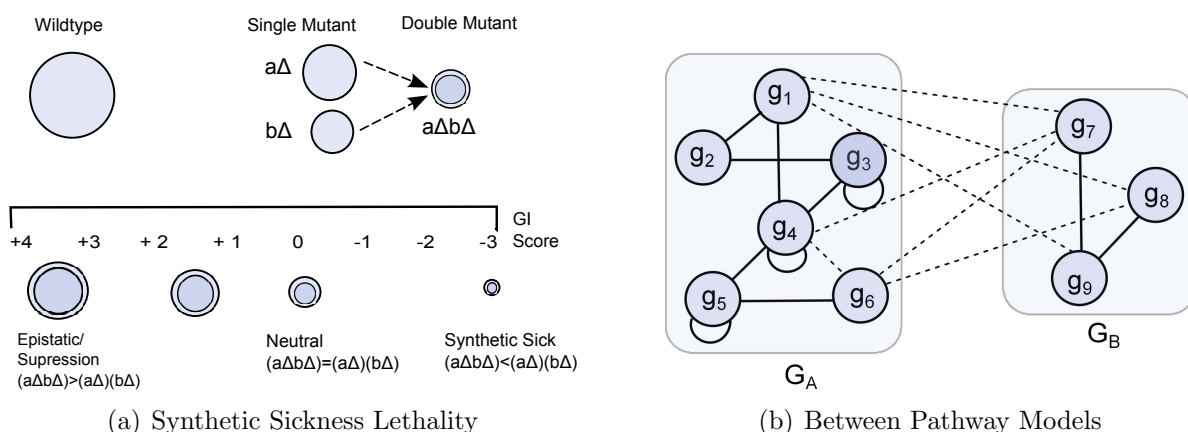 Wildtype
Single Mutant
Double Mutant
aΔ
bΔ
aΔbΔ
GI
Score
+4 +3 + 2 + 1 0 -1 -2 -3
Epistatic/
Supression
(aΔbΔ)>(aΔ)(bΔ)
Neutral
(aΔbΔ)=(aΔ)(bΔ)
Synthetic Sick
(aΔbΔ)<(aΔ)(bΔ)
(a) Synthetic Sickness Lethality
g1
g2
g3
g4
g5
g6
GA
g7
g8
g9
GB
(b) Between Pathway Models